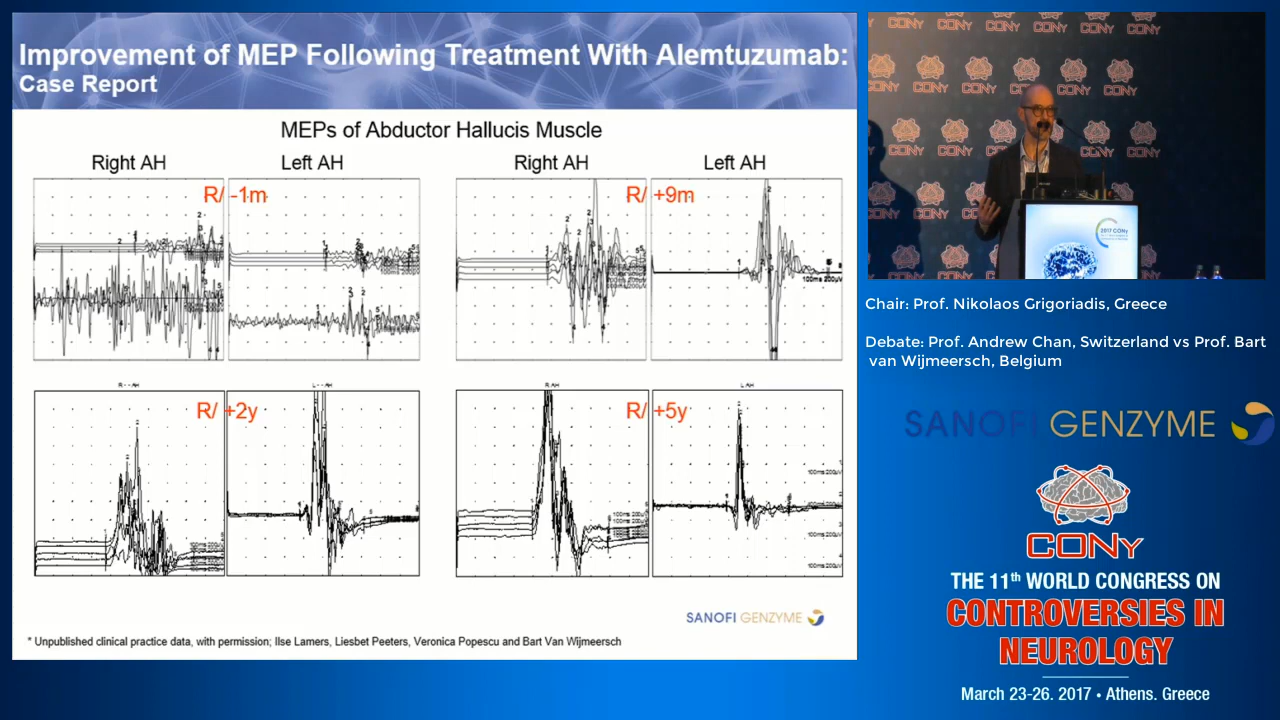 Improvement of MEP Following Treatment With Alemtuzumab:
Case Report
MEPs of Abductor Hallucis Muscle
Right AH
Left AH
Right AH
Left AH
R/ -1m
R/ +9m
R/ +2y
R/ +5y
SANOFI GENZYME
* Unpublished clinical practice data, with permission; Ilse Lamers, Liesbet Peeters, Veronica Popescu and Bart Van Wijmeersch
CONy
2017 CONy
Chair: Prof. Nikolaos Grigoriadis, Greece
Debate: Prof. Andrew Chan, Switzerland vs Prof. Bart
van Wijmeersch, Belgium
SANOFI GENZYME
CONy
THE 11th WORLD CONGRESS ON
CONTROVERSIES IN
NEUROLOGY
March 23-26. 2017 • Athens. Greece